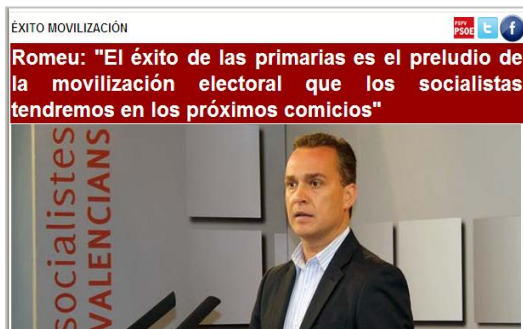 ÉXITO MOVILIZACIÓN
PSPV
PSOE
Romeu: "El éxito de las primarias es el preludio de
la movilización electoral que los socialistas
tendremos en los próximos comicios"
socialistes
VALENCIANS